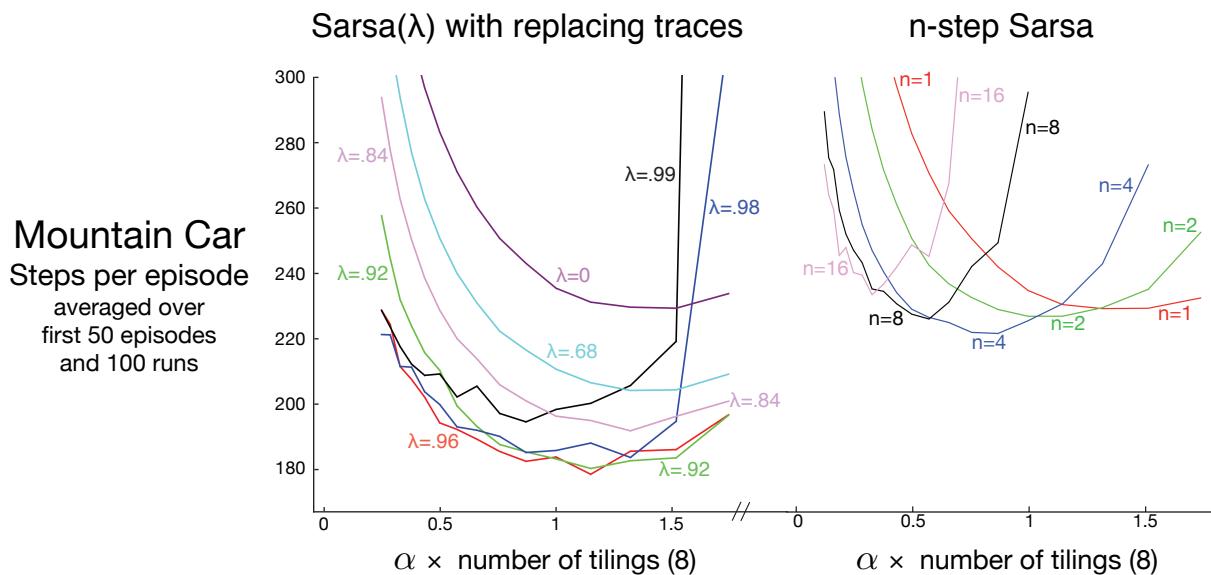 Sarsa(λ) with replacing traces
n-step Sarsa
Mountain Car
Steps per episode
averaged over
first 50 episodes
and 100 runs
300
280
260
240
220
200
180
λ=.84
λ=.99
λ=.98
λ=.92
λ=0
λ=.68
λ=.84
λ=.96
λ=.92
0
0.5
1
1.5
α × number of tilings (8)
n=1
n=16
n=8
n=4
n=2
n=16
n=8
n=4
n=2
n=1
0
0.5
1
1.5
α × number of tilings (8)